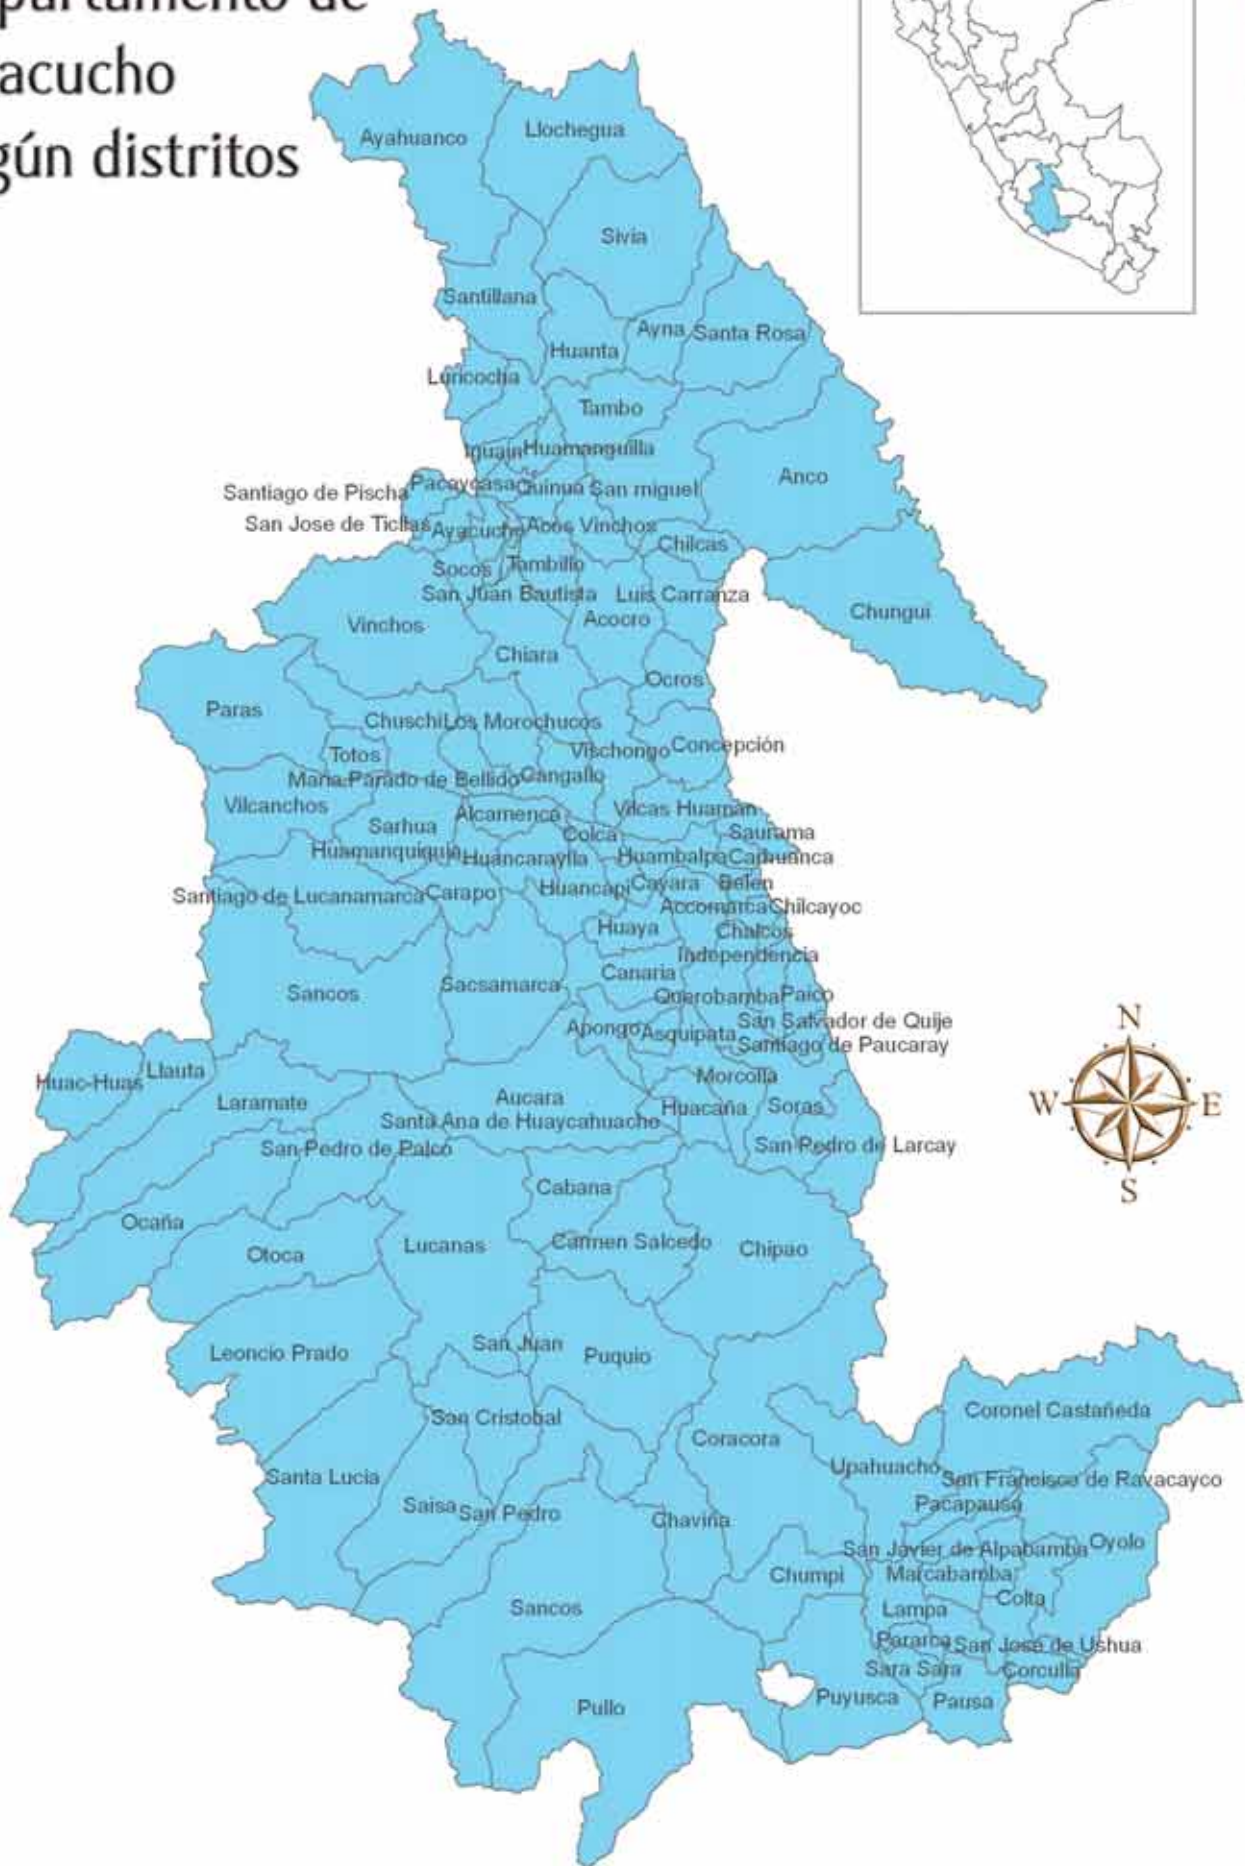 partamento de
acucho
gún distritos
Ayahuanco
Llochegua
Sivia
Santillana
Ayna
Santa Rosa
Huanta
Luricocha
Tambo
Iguain
Huamanguilla
Anco
Pacaycasa
Quinua
San miguel
Santiago de Pischa
San Jose de Ticllas
Ayacucho
Acos Vinchos
Chilcas
Socos
Tambillo
San Juan Bautista
Luis Carranza
Chungui
Acocro
Vinchos
Chiara
Ocros
Paras
Chuschi
Los Morochucos
Vischongo
Concepción
Totos
Maria Parado de Bellido
Cangallo
Vilcanchos
Alcamenca
Vilcas Huaman
Sarhua
Colca
Saurama
Huamanquiquia
Huancaraylla
Huambalpa
Carhuanca
Santiago de Lucanamarca
Carapo
Huancapi
Cayara
Belen
Accomarca
Chilcayoc
Huaya
Chalcos
Independencia
Canaria
Sancos
Sacsamarca
Querobamba
Paico
Apongo
Asquipata
San Salvador de Quije
Santiago de Paucaray
N
W
E
S
Huac-Huas
Llauta
Morcolla
Laramate
Aucara
Huacaña
Soras
Santa Ana de Huaycahuacho
San Pedro de Palco
San Pedro de Larcay
Cabana
Ocaña
Otoca
Lucanas
Carmen Salcedo
Chipao
Leoncio Prado
San Juan
Puquio
San Cristobal
Coracora
Coronel Castañeda
Santa Lucia
Upahuacho
San Francisco de Ravacayco
Saisa
San Pedro
Chaviña
Pacapausa
San Javier de Alpabamba
Oyolo
Chumpi
Marcabamba
Colta
Sancos
Lampa
Pararca
San José de Ushua
Sara Sara
Corculla
Pullo
Puyusca
Pausa